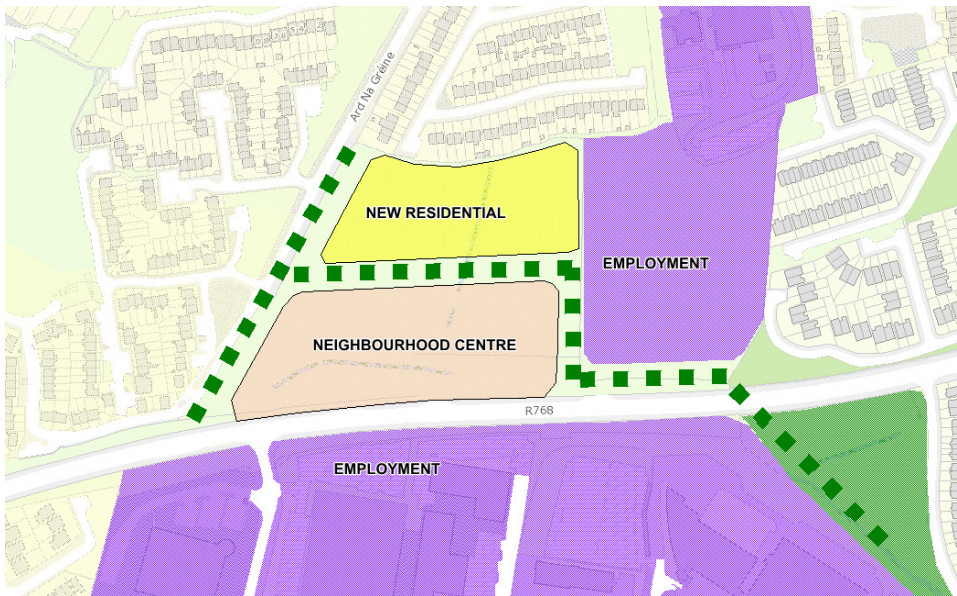 Ard Na Gréine
NEW RESIDENTIAL
EMPLOYMENT
NEIGHBOURHOOD CENTRE
R768
EMPLOYMENT